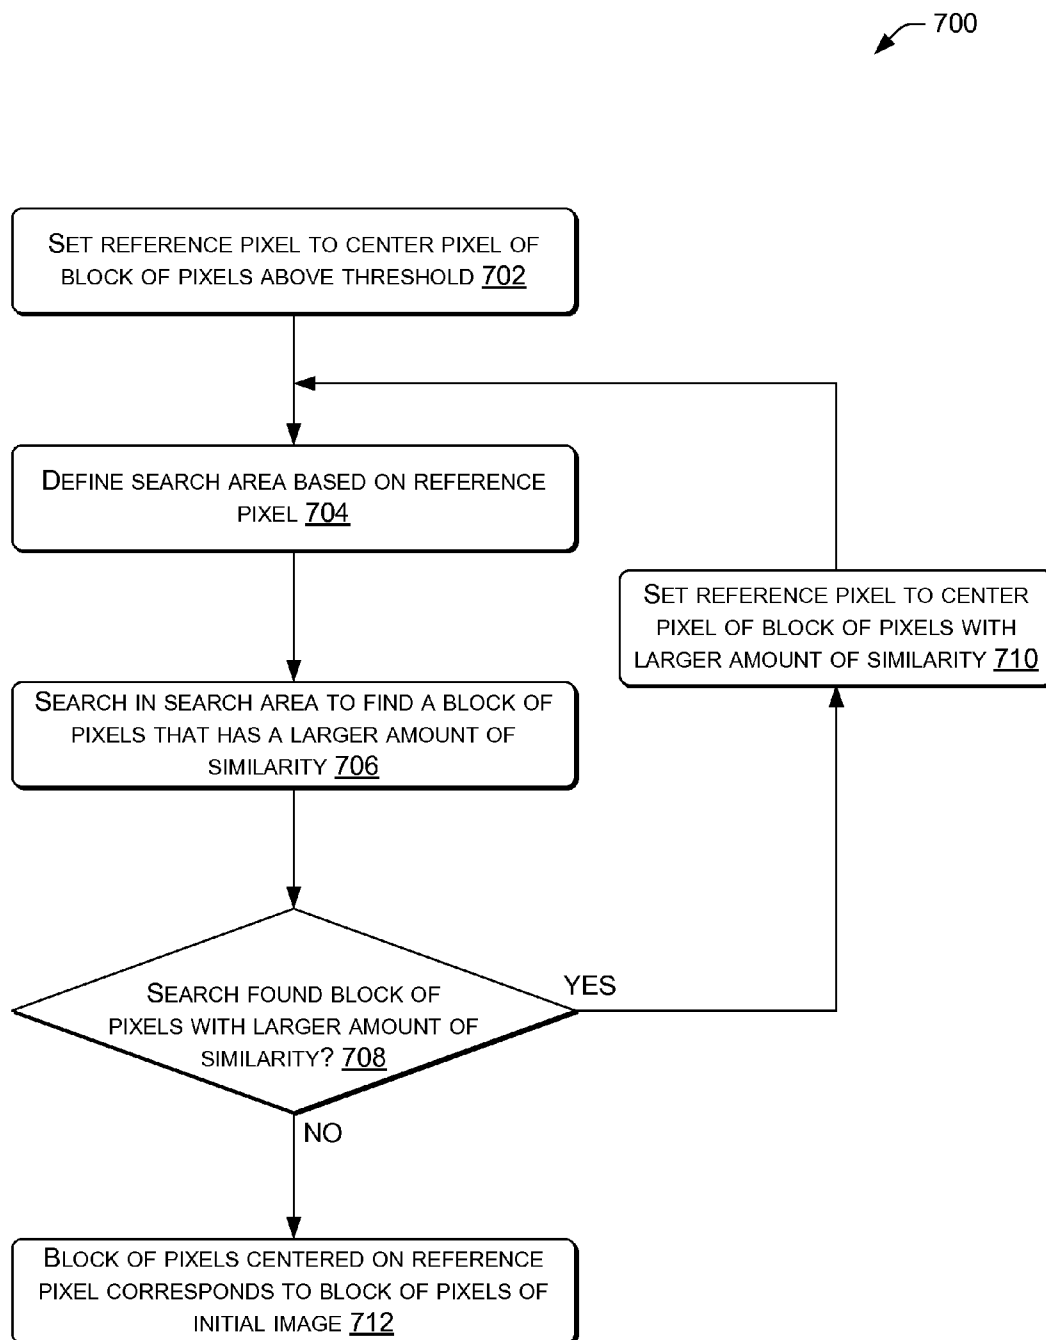 700
SET REFERENCE PIXEL TO CENTER PIXEL OF
BLOCK OF PIXELS ABOVE THRESHOLD 702
DEFINE SEARCH AREA BASED ON REFERENCE
PIXEL 704
SET REFERENCE PIXEL TO CENTER
PIXEL OF BLOCK OF PIXELS WITH
LARGER AMOUNT OF SIMILARITY 710
SEARCH IN SEARCH AREA TO FIND A BLOCK OF
PIXELS THAT HAS A LARGER AMOUNT OF
SIMILARITY 706
SEARCH FOUND BLOCK OF
PIXELS WITH LARGER AMOUNT OF
SIMILARITY? 708
YES
NO
BLOCK OF PIXELS CENTERED ON REFERENCE
PIXEL CORRESPONDS TO BLOCK OF PIXELS OF
INITIAL IMAGE 712